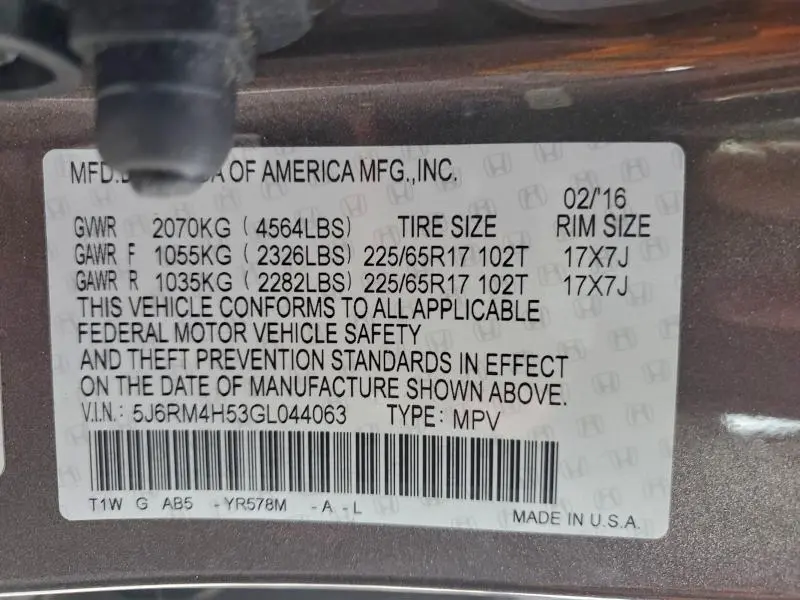 MFD. DA OF AMERICA MFG.,INC.
02/'16
GVWR 2070KG ( 4564LBS) TIRE SIZE RIM SIZE
GAWR F 1055KG ( 2326LBS) 225/65R17 102T 17X7J
GAWR R 1035KG ( 2282LBS) 225/65R17 102T 17X7J
THIS VEHICLE CONFORMS TO ALL APPLICABLE
FEDERAL MOTOR VEHICLE SAFETY
AND THEFT PREVENTION STANDARDS IN EFFECT
ON THE DATE OF MANUFACTURE SHOWN ABOVE.
V.I.N.: 5J6RM4H53GL044063 TYPE: MPV
T1W G AB5 -YR578M -A -L
MADE IN U.S.A.